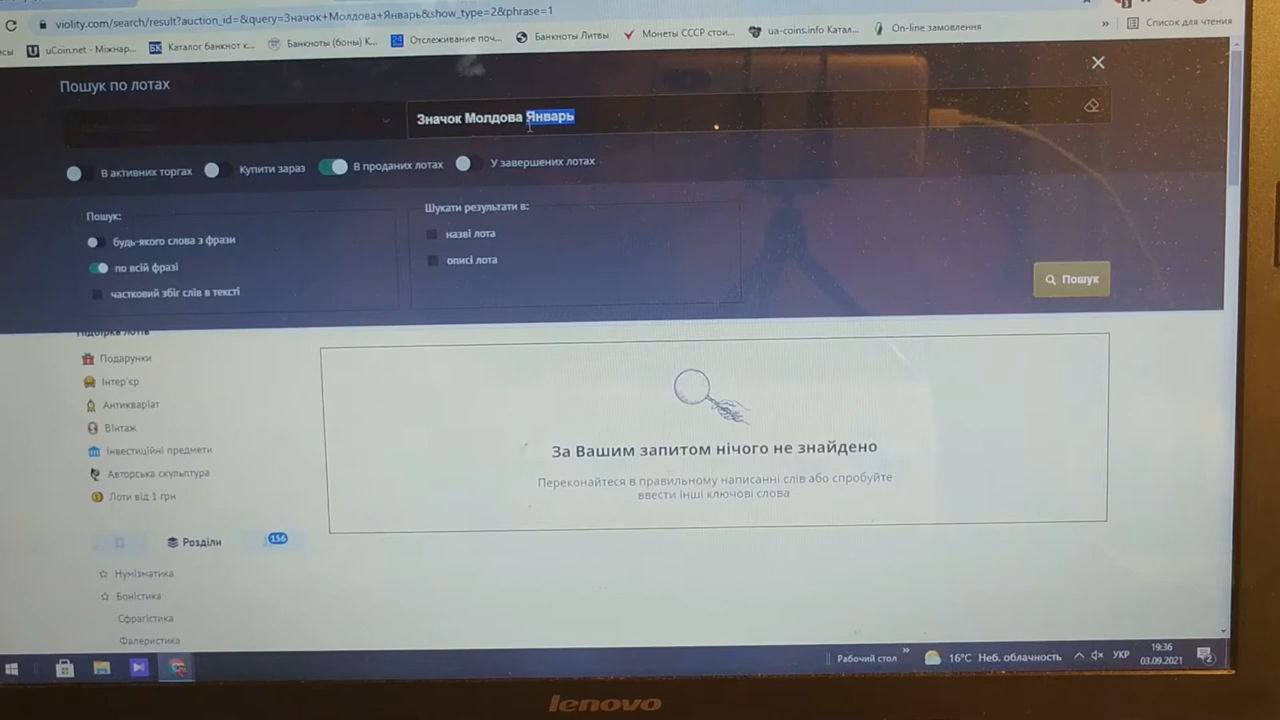 violity.com/search/result?auction_id=&query=Значок+Молдова+Январь&show_type=2&phrase=1
uCoin.net - Міжнар... Каталог банкнот к... Банкноты (боны) К... Отслеживание поч... Банкноты Литвы Монеты СССР стои... ua-coins.info Катал... On-line замовлення » Список для чтения
Пошук по лотах
Значок Молдова Январь
В активних торгах Купити зараз В проданих лотах У завершених лотах
Пошук: Шукати результати в:
будь-якого слова з фрази назві лота
по всій фразі описі лота
частковий збіг слів в тексті
Пошук
Подарунки
Інтер'єр
Антикваріат
Вінтаж
Інвестиційні предмети
Авторська скульптура
Лоти від 1 грн
За Вашим запитом нічого не знайдено
Переконайтеся в правильному написанні слів або спробуйте
ввести інші ключові слова
Розділи 156
Нумізматика
Боністика
Сфрагістика
Фалеристика
Рабочий стол » 16°C Неб. облачность УКР 19:36
03.09.2021 2
lenovo